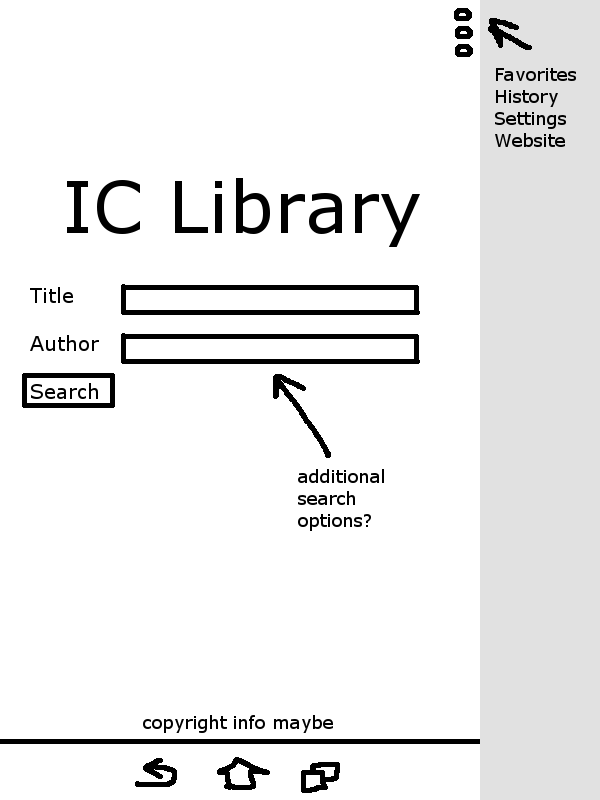 Favorites
History
Settings
Website
IC Library
Title
Author
Search
additional
search
options?
copyright info maybe